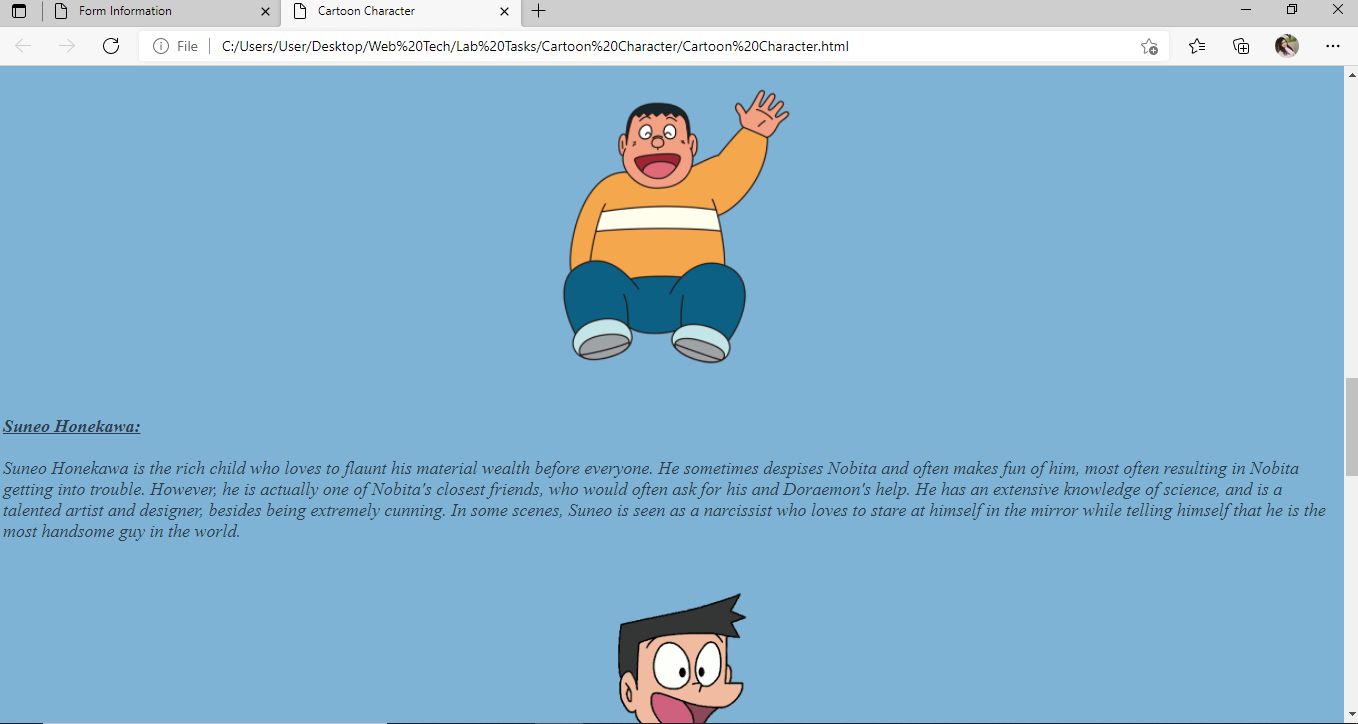 Form Information
Cartoon Character
File
C:/Users/User/Desktop/Web%20Tech/Lab%20Tasks/Cartoon%20Character/Cartoon%20Character.html
Suneo Honekawa:
Suneo Honekawa is the rich child who loves to flaunt his material wealth before everyone. He sometimes despises Nobita and often makes fun of him, most often resulting in Nobita
getting into trouble. However, he is actually one of Nobita's closest friends, who would often ask for his and Doraemon's help. He has an extensive knowledge of science, and is a
talented artist and designer, besides being extremely cunning. In some scenes, Suneo is seen as a narcissist who loves to stare at himself in the mirror while telling himself that he is the
most handsome guy in the world.